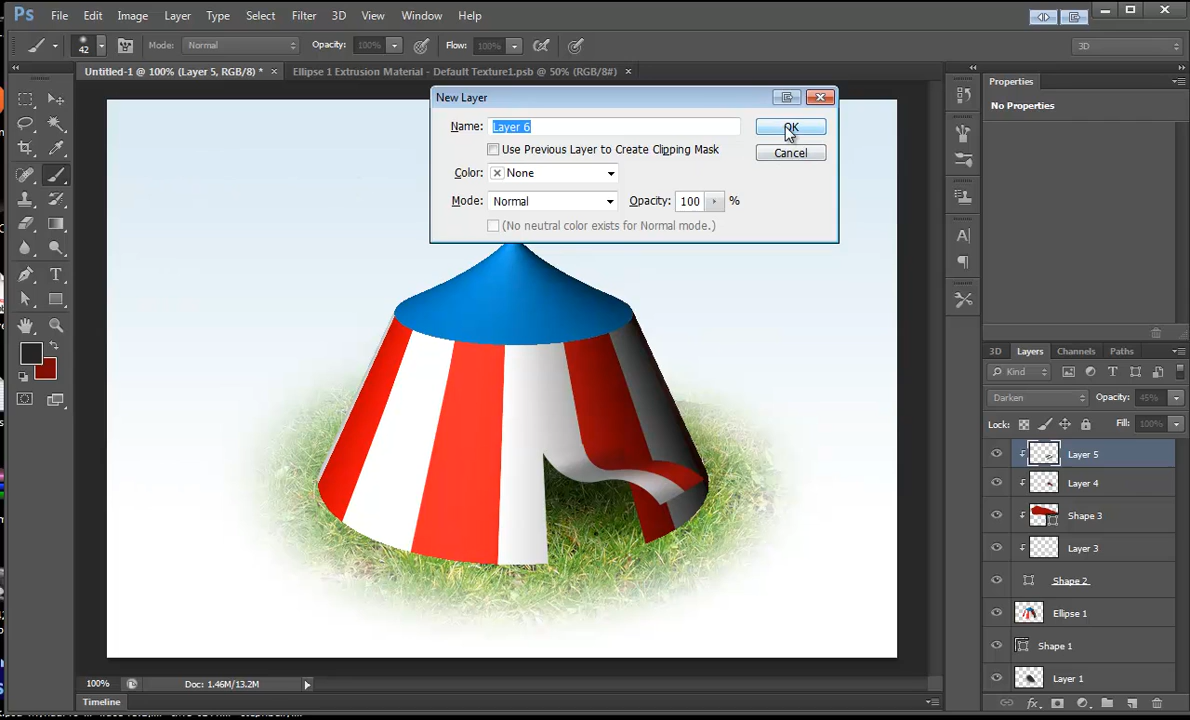 Ps File Edit Image Layer Type Select Filter 3D View Window Help
42 Mode: Normal Opacity: 100% Flow: 100% 3D
Untitled-1 @ 100% (Layer 5, RGB/8) * × Ellipse 1 Extrusion Material - Default Texture1.psb @ 50% (RGB/8#) ×
New Layer
Name: Layer 6 OK
Use Previous Layer to Create Clipping Mask Cancel
Color: None
Mode: Normal Opacity: 100 %
(No neutral color exists for Normal mode.)
Properties
No Properties
3D Layers Channels Paths
Kind
Darken Opacity: 45%
Lock: Fill: 100%
Layer 5
Layer 4
Shape 3
Layer 3
Shape 2
Ellipse 1
Shape 1
Layer 1
100% Doc: 1.46M/13.2M
Timeline